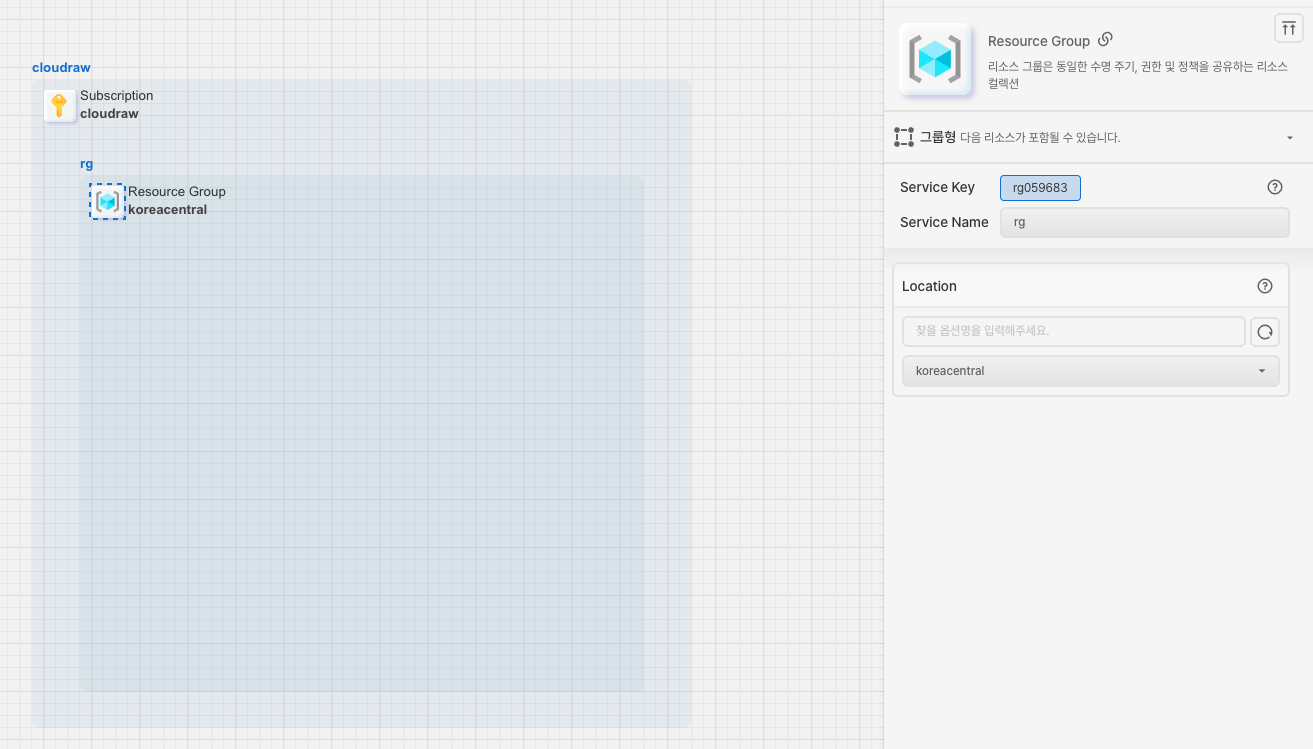 cloudraw
Subscription
cloudraw
rg
Resource Group
koreacentral
Resource Group
리소스 그룹은 동일한 수명 주기, 권한 및 정책을 공유하는 리소스
컬렉션
그룹형 다음 리소스가 포함될 수 있습니다.
Service Key rg059683
Service Name rg
Location
찾을 옵션명을 입력해주세요.
koreacentral